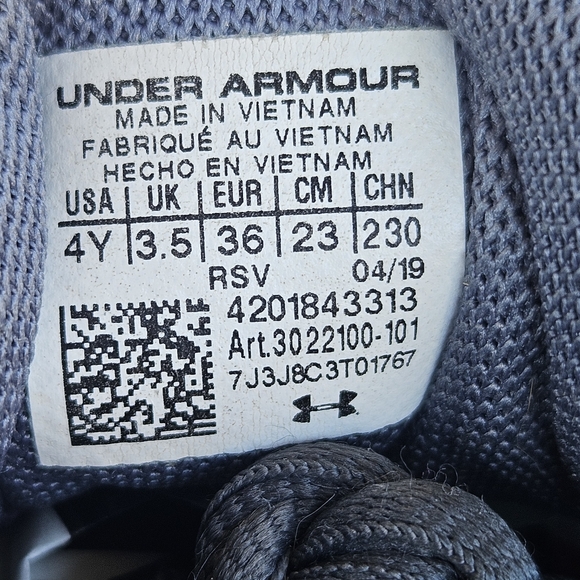 UNDER ARMOUR
MADE IN VIETNAM
FABRIQUÉ AU VIETNAM
HECHO EN VIETNAM
USA | UK | EUR | CM | CHN
4Y | 3.5 | 36 | 23 | 230
RSV 04/19
4201843313
Art.3022100-101
7J3J8C3T01767